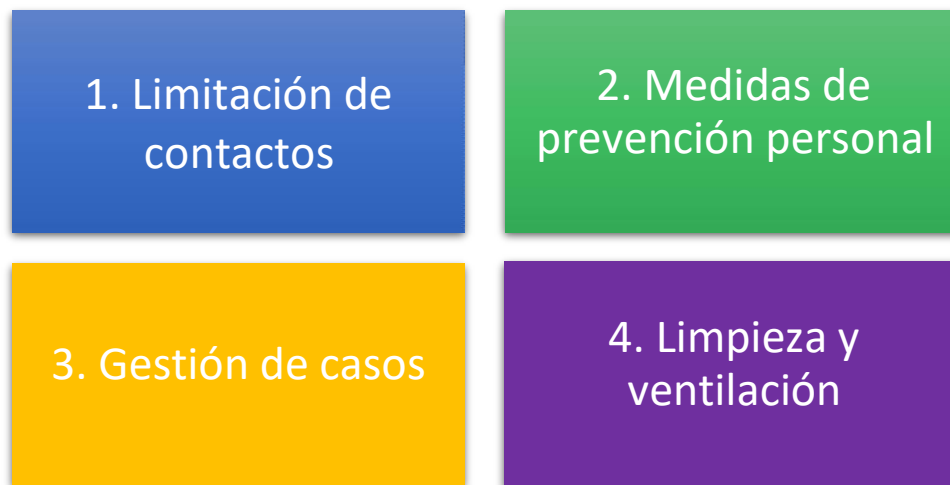 1. Limitación de
contactos
2. Medidas de
prevención personal
3. Gestión de casos
4. Limpieza y
ventilación